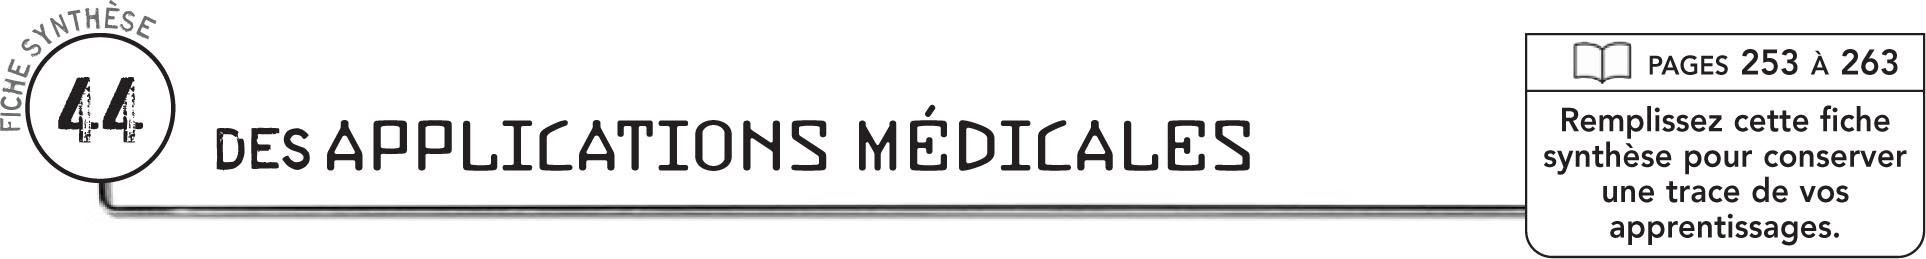 FICHE SYNTHÈSE
44
DES APPLICATIONS MÉDICALES
PAGES 253 À 263
Remplissez cette fiche
synthèse pour conserver
une trace de vos
apprentissages.